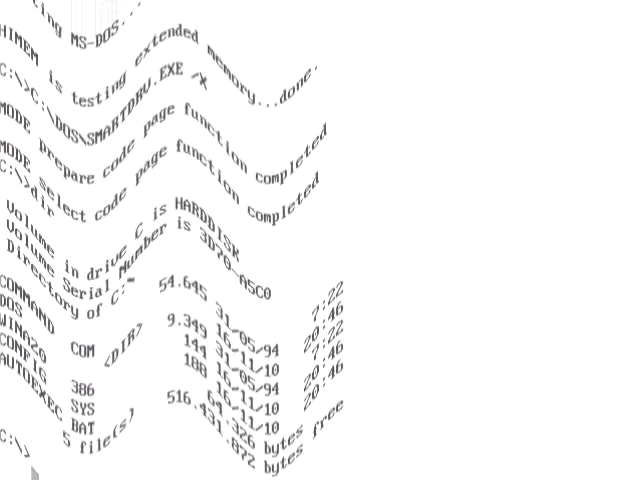 ting MS-DOS...
HIMEM is testing extended memory...done.
C:\>C:\DOS\SMARTDRV.EXE /X
MODE prepare code page function completed
MODE select code page function completed
C:\>dir
Volume in drive C is HARDDISK
Volume Serial Number is 3D70-A5C0
Directory of C:\
COMMAND COM 54.645 31/05/94 7:22
DOS <DIR> 16/11/10 20:46
WINA20 386 9.349 31/05/94 7:22
CONFIG SYS 144 16/11/10 20:46
AUTOEXEC BAT 188 16/11/10 20:46
5 file(s) 64.326 bytes
516.431.872 bytes free
C:\>